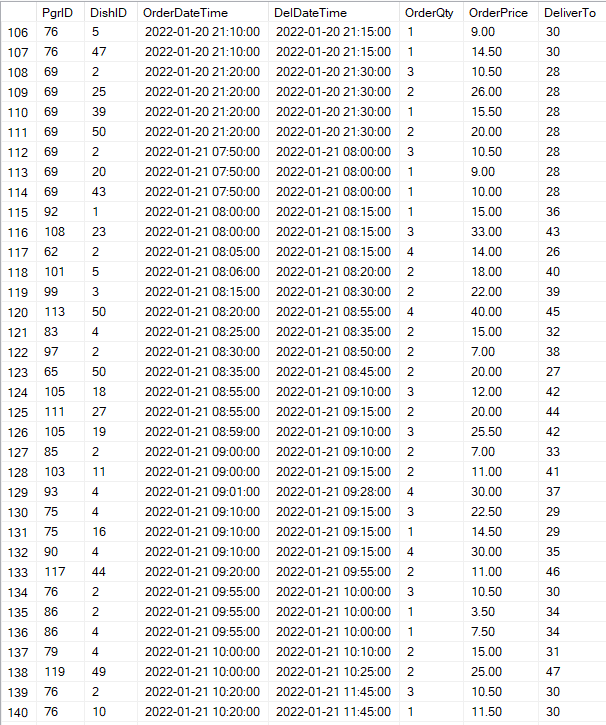 PgrID DishID OrderDateTime DelDateTime OrderQty OrderPrice DeliverTo
106 76 5 2022-01-20 21:10:00 2022-01-20 21:15:00 1 9.00 30
107 76 47 2022-01-20 21:10:00 2022-01-20 21:15:00 1 14.50 30
108 69 2 2022-01-20 21:20:00 2022-01-20 21:30:00 3 10.50 28
109 69 25 2022-01-20 21:20:00 2022-01-20 21:30:00 2 26.00 28
110 69 39 2022-01-20 21:20:00 2022-01-20 21:30:00 1 15.50 28
111 69 50 2022-01-20 21:20:00 2022-01-20 21:30:00 2 20.00 28
112 69 2 2022-01-21 07:50:00 2022-01-21 08:00:00 3 10.50 28
113 69 20 2022-01-21 07:50:00 2022-01-21 08:00:00 1 9.00 28
114 69 43 2022-01-21 07:50:00 2022-01-21 08:00:00 1 10.00 28
115 92 1 2022-01-21 08:00:00 2022-01-21 08:15:00 1 15.00 36
116 108 23 2022-01-21 08:00:00 2022-01-21 08:15:00 3 33.00 43
117 62 2 2022-01-21 08:05:00 2022-01-21 08:15:00 4 14.00 26
118 101 5 2022-01-21 08:06:00 2022-01-21 08:20:00 2 18.00 40
119 99 3 2022-01-21 08:15:00 2022-01-21 08:30:00 2 22.00 39
120 113 50 2022-01-21 08:20:00 2022-01-21 08:55:00 4 40.00 45
121 83 4 2022-01-21 08:25:00 2022-01-21 08:35:00 2 15.00 32
122 97 2 2022-01-21 08:30:00 2022-01-21 08:50:00 2 7.00 38
123 65 50 2022-01-21 08:35:00 2022-01-21 08:45:00 2 20.00 27
124 105 18 2022-01-21 08:55:00 2022-01-21 09:10:00 3 12.00 42
125 111 27 2022-01-21 08:55:00 2022-01-21 09:15:00 2 20.00 44
126 105 19 2022-01-21 08:59:00 2022-01-21 09:10:00 3 25.50 42
127 85 2 2022-01-21 09:00:00 2022-01-21 09:10:00 2 7.00 33
128 103 11 2022-01-21 09:00:00 2022-01-21 09:15:00 2 11.00 41
129 93 4 2022-01-21 09:01:00 2022-01-21 09:28:00 4 30.00 37
130 75 4 2022-01-21 09:10:00 2022-01-21 09:15:00 3 22.50 29
131 75 16 2022-01-21 09:10:00 2022-01-21 09:15:00 1 14.50 29
132 90 4 2022-01-21 09:10:00 2022-01-21 09:15:00 4 30.00 35
133 117 44 2022-01-21 09:20:00 2022-01-21 09:55:00 2 11.00 46
134 76 2 2022-01-21 09:55:00 2022-01-21 10:00:00 3 10.50 30
135 86 2 2022-01-21 09:55:00 2022-01-21 10:00:00 1 3.50 34
136 86 4 2022-01-21 09:55:00 2022-01-21 10:00:00 1 7.50 34
137 79 4 2022-01-21 10:00:00 2022-01-21 10:10:00 2 15.00 31
138 119 49 2022-01-21 10:00:00 2022-01-21 10:25:00 2 25.00 47
139 76 2 2022-01-21 10:20:00 2022-01-21 11:45:00 3 10.50 30
140 76 10 2022-01-21 10:20:00 2022-01-21 11:45:00 1 11.50 30